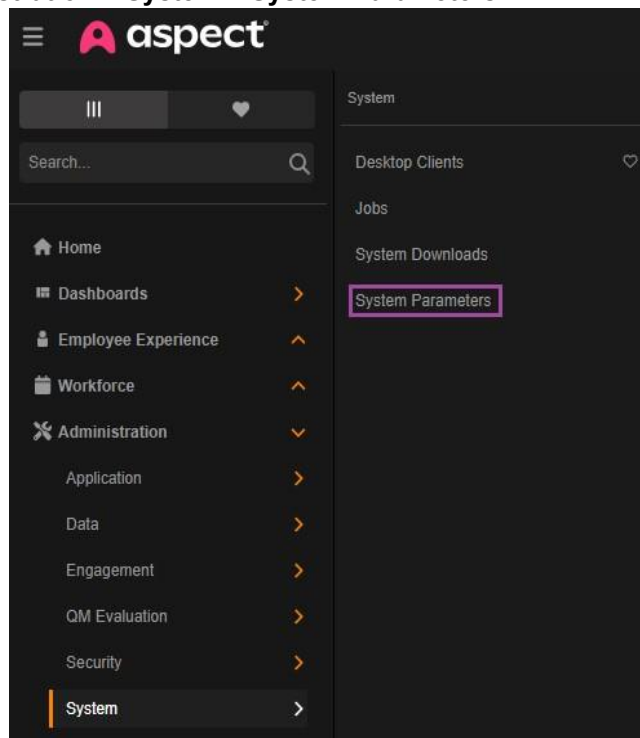 aspect
System
Search...
Desktop Clients
Jobs
Home
System Downloads
Dashboards
System Parameters
Employee Experience
Workforce
Administration
Application
Data
Engagement
QM Evaluation
Security
System